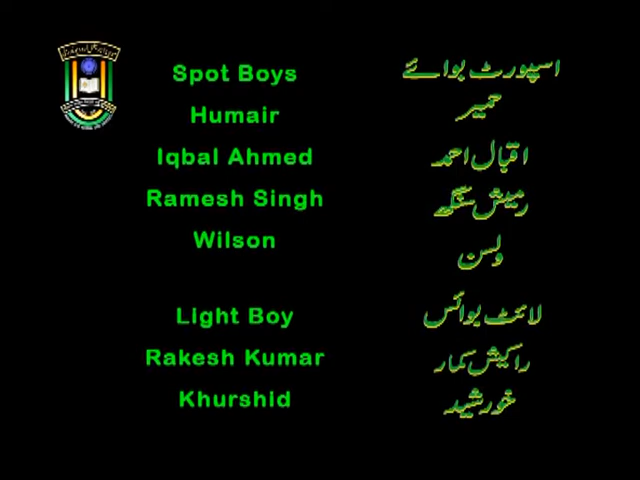 Spot Boys
Humair
Iqbal Ahmed
Ramesh Singh
Wilson
Light Boy
Rakesh Kumar
Khurshid
اسپورٹ بوائے
حمیر
اقبال احمد
رمیش سنگھ
ولسن
لائٹ بوائس
راکیش کمار
خورشید